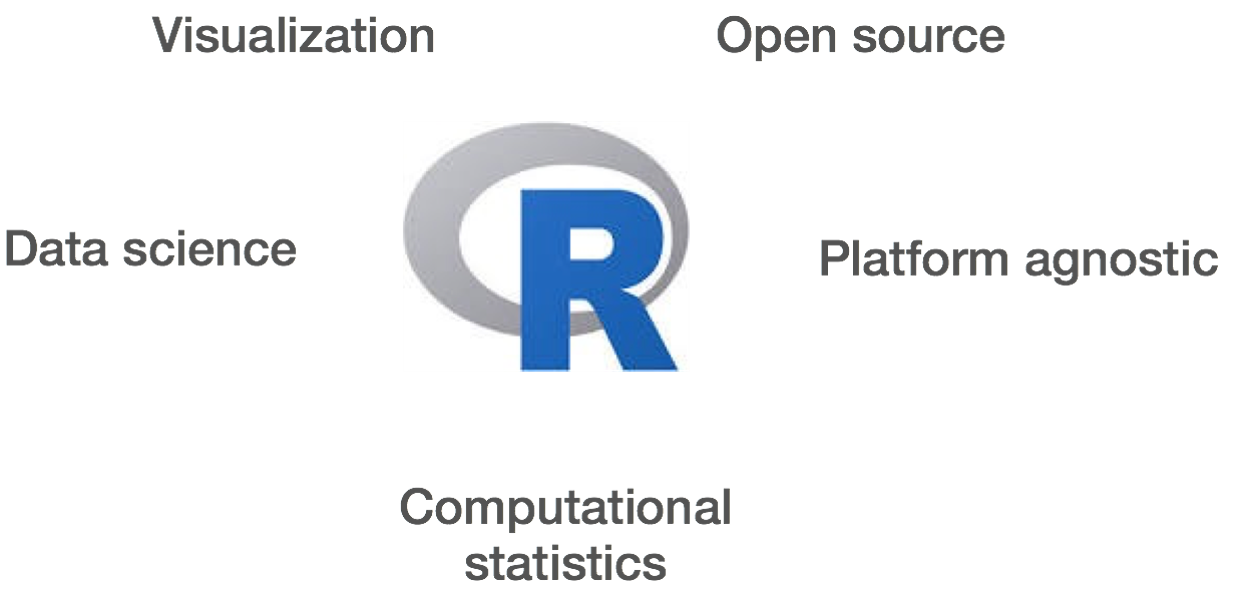 Visualization
Open source
R
Data science
Platform agnostic
Computational
statistics